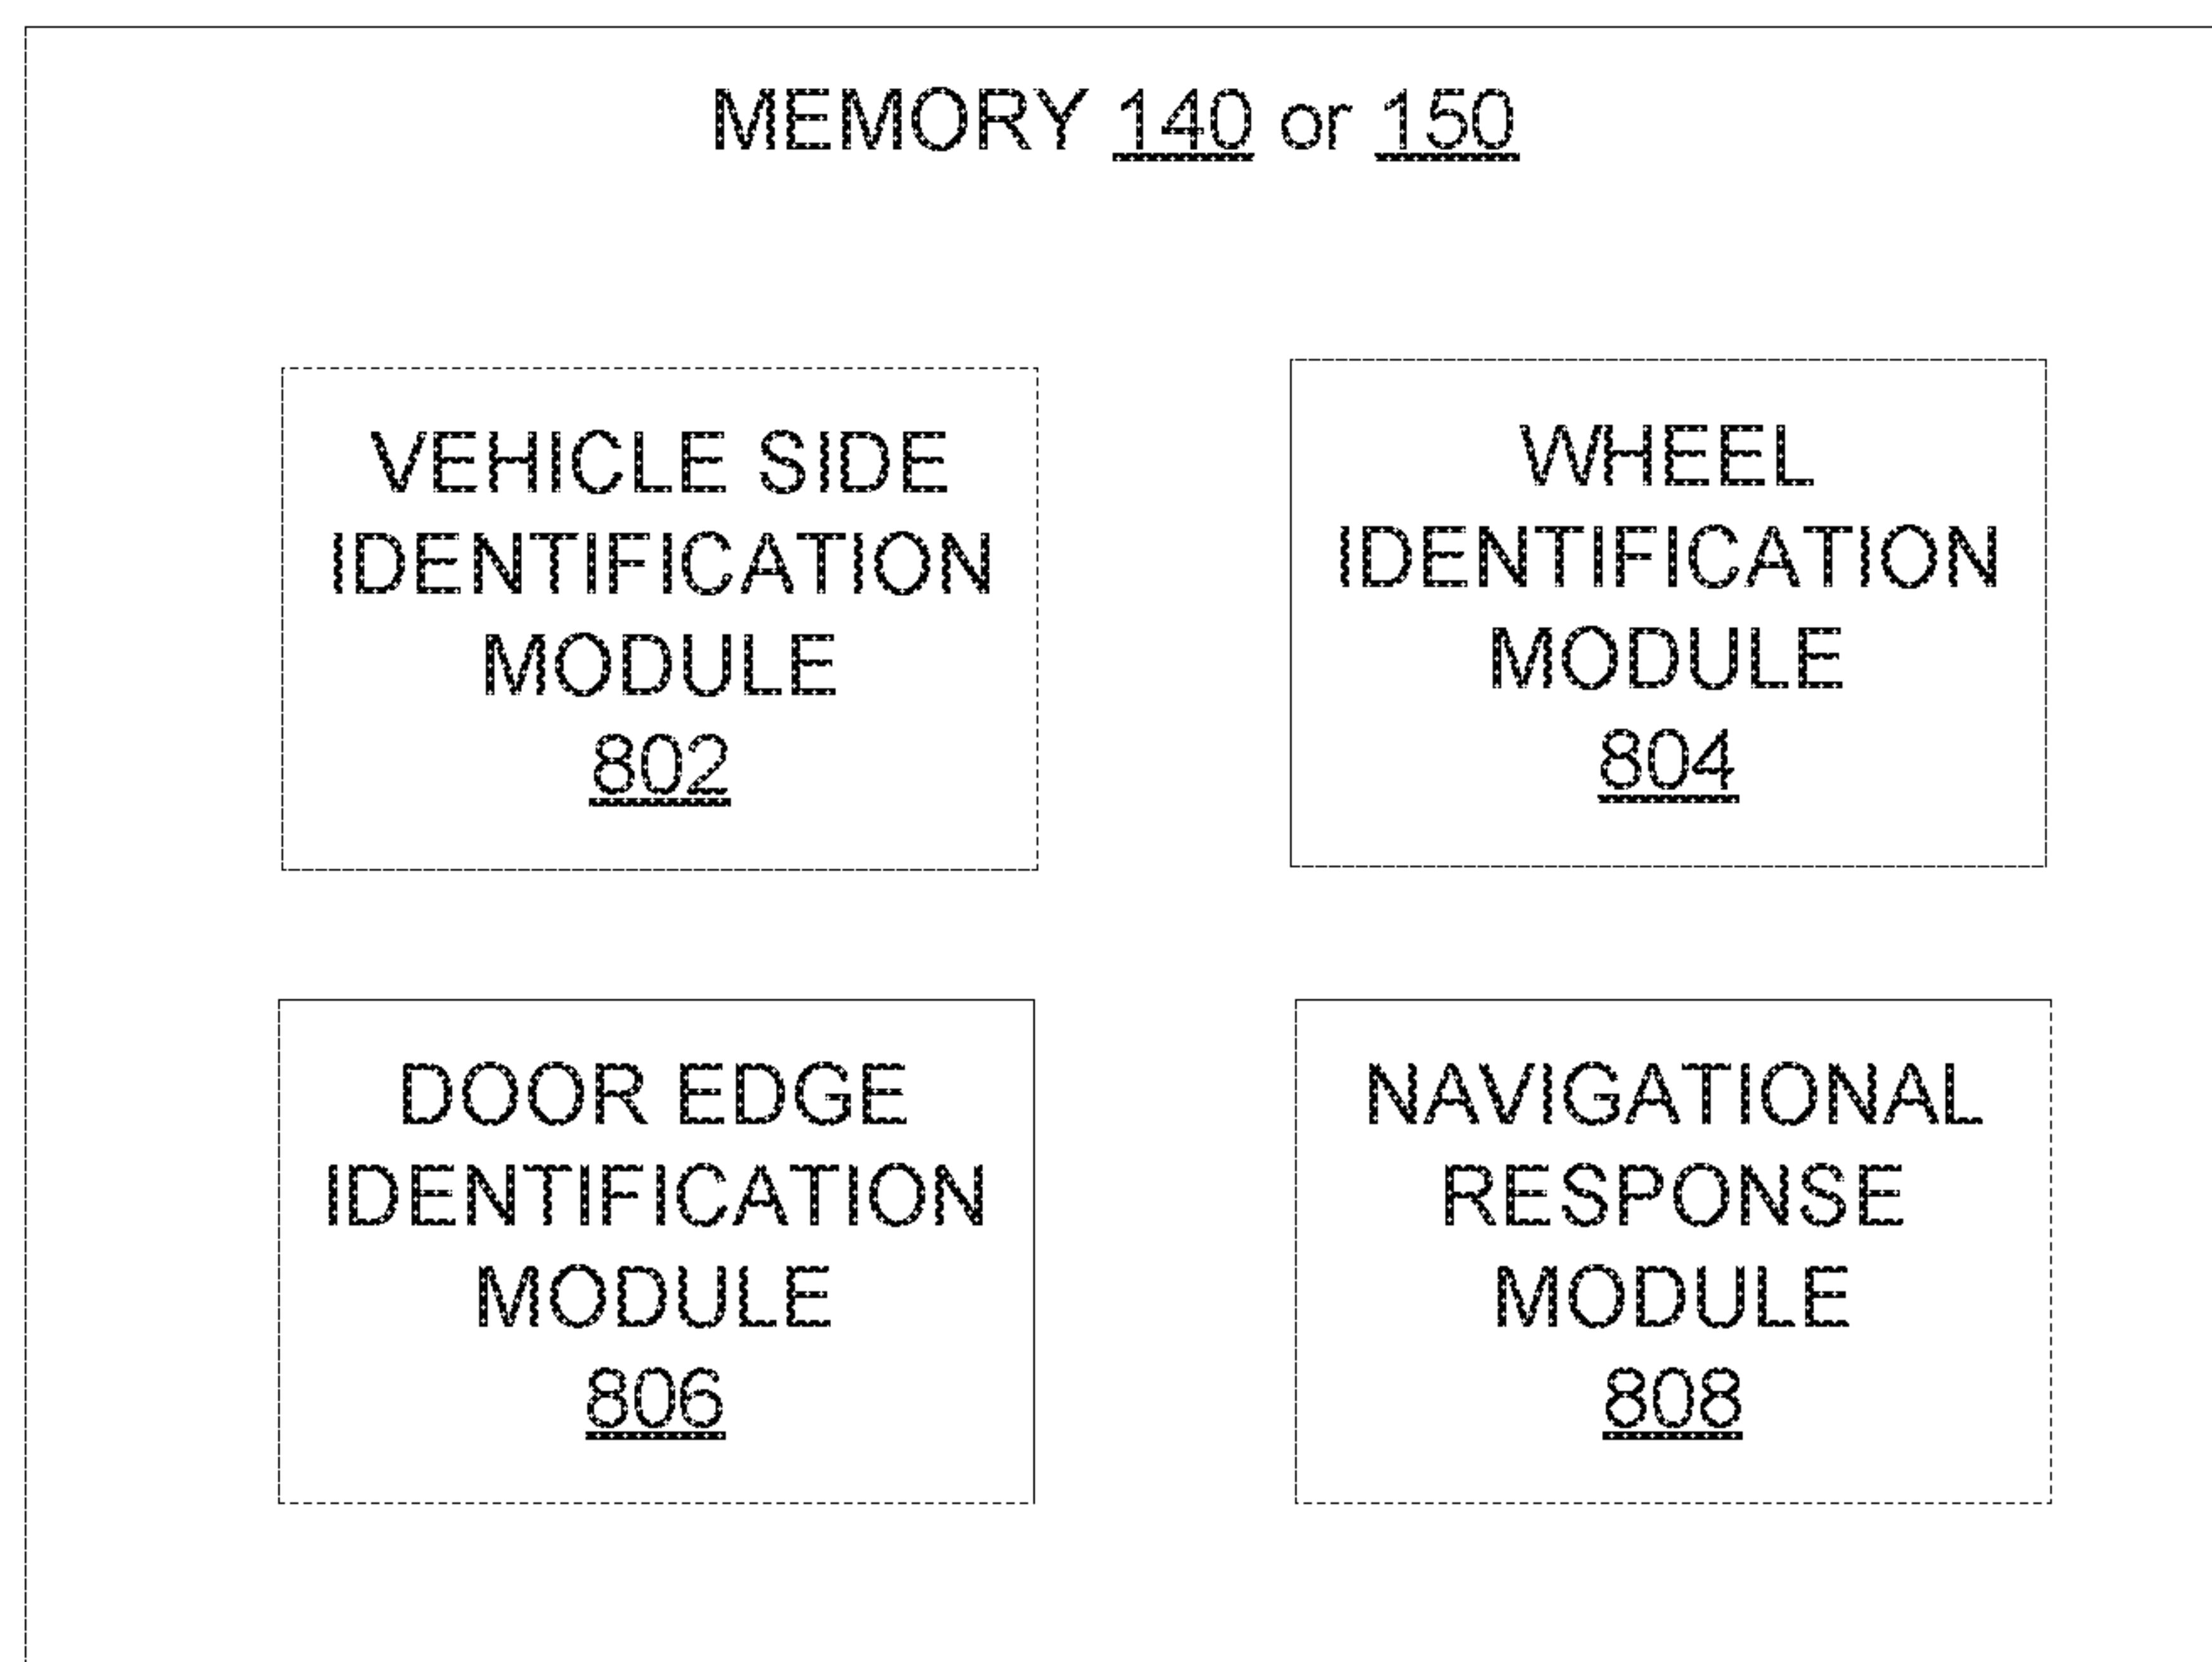 MEMORY 140 or 150
VEHICLE SIDE
IDENTIFICATION
MODULE
802
WHEEL
IDENTIFICATION
MODULE
804
DOOR EDGE
IDENTIFICATION
MODULE
806
NAVIGATIONAL
RESPONSE
MODULE
808